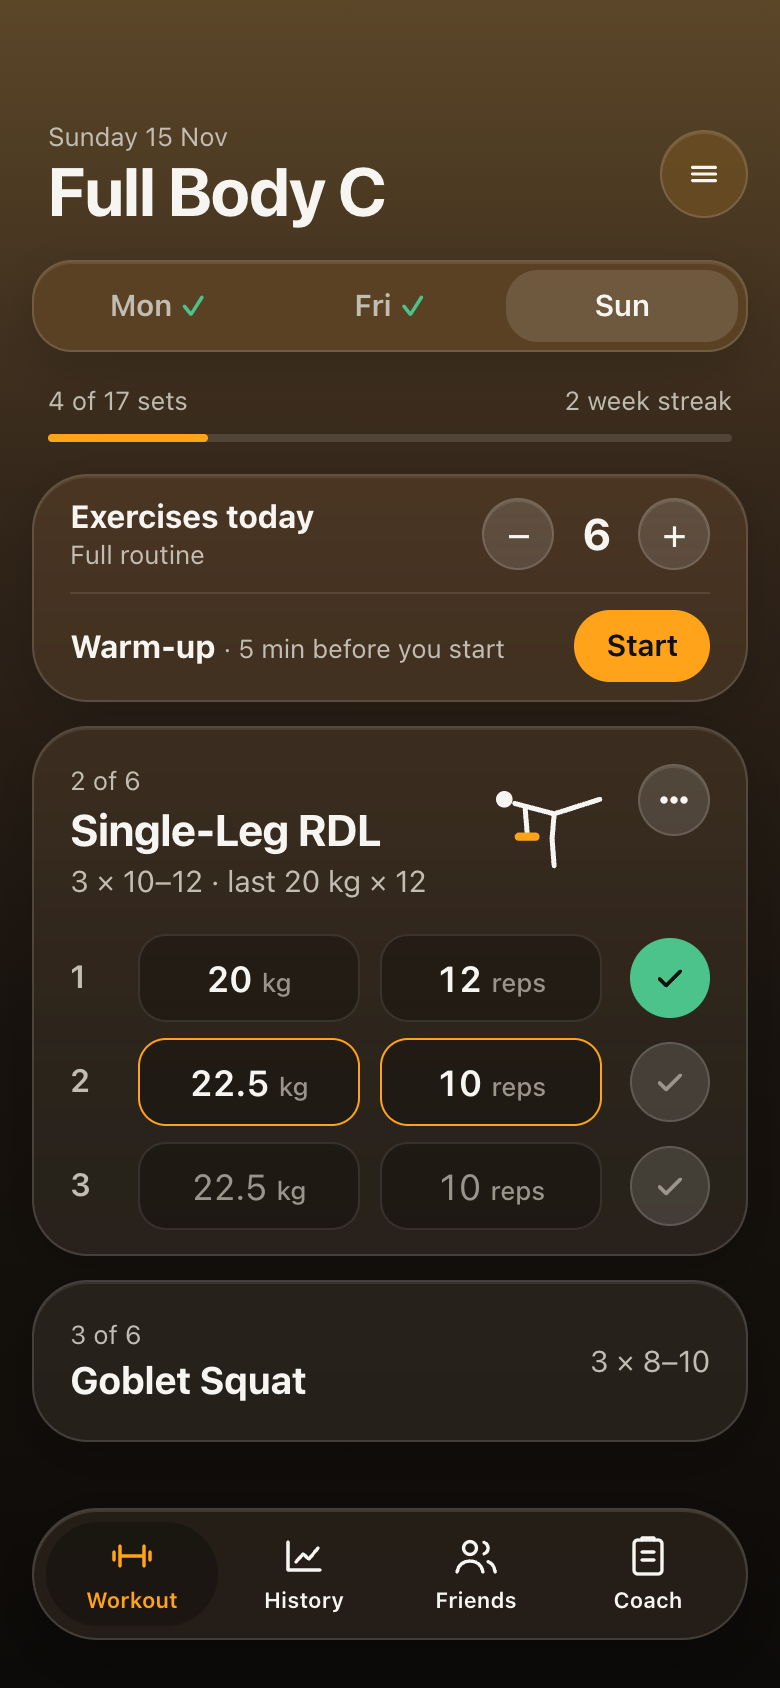 Sunday 15 Nov
Full Body C
Mon Fri Sun
4 of 17 sets 2 week streak
Exercises today
Full routine
− 6 +
Warm-up · 5 min before you start Start
2 of 6
Single-Leg RDL
3 × 10–12 · last 20 kg × 12
1 20 kg 12 reps
2 22.5 kg 10 reps
3 22.5 kg 10 reps
3 of 6
Goblet Squat
3 × 8–10
Workout History Friends Coach